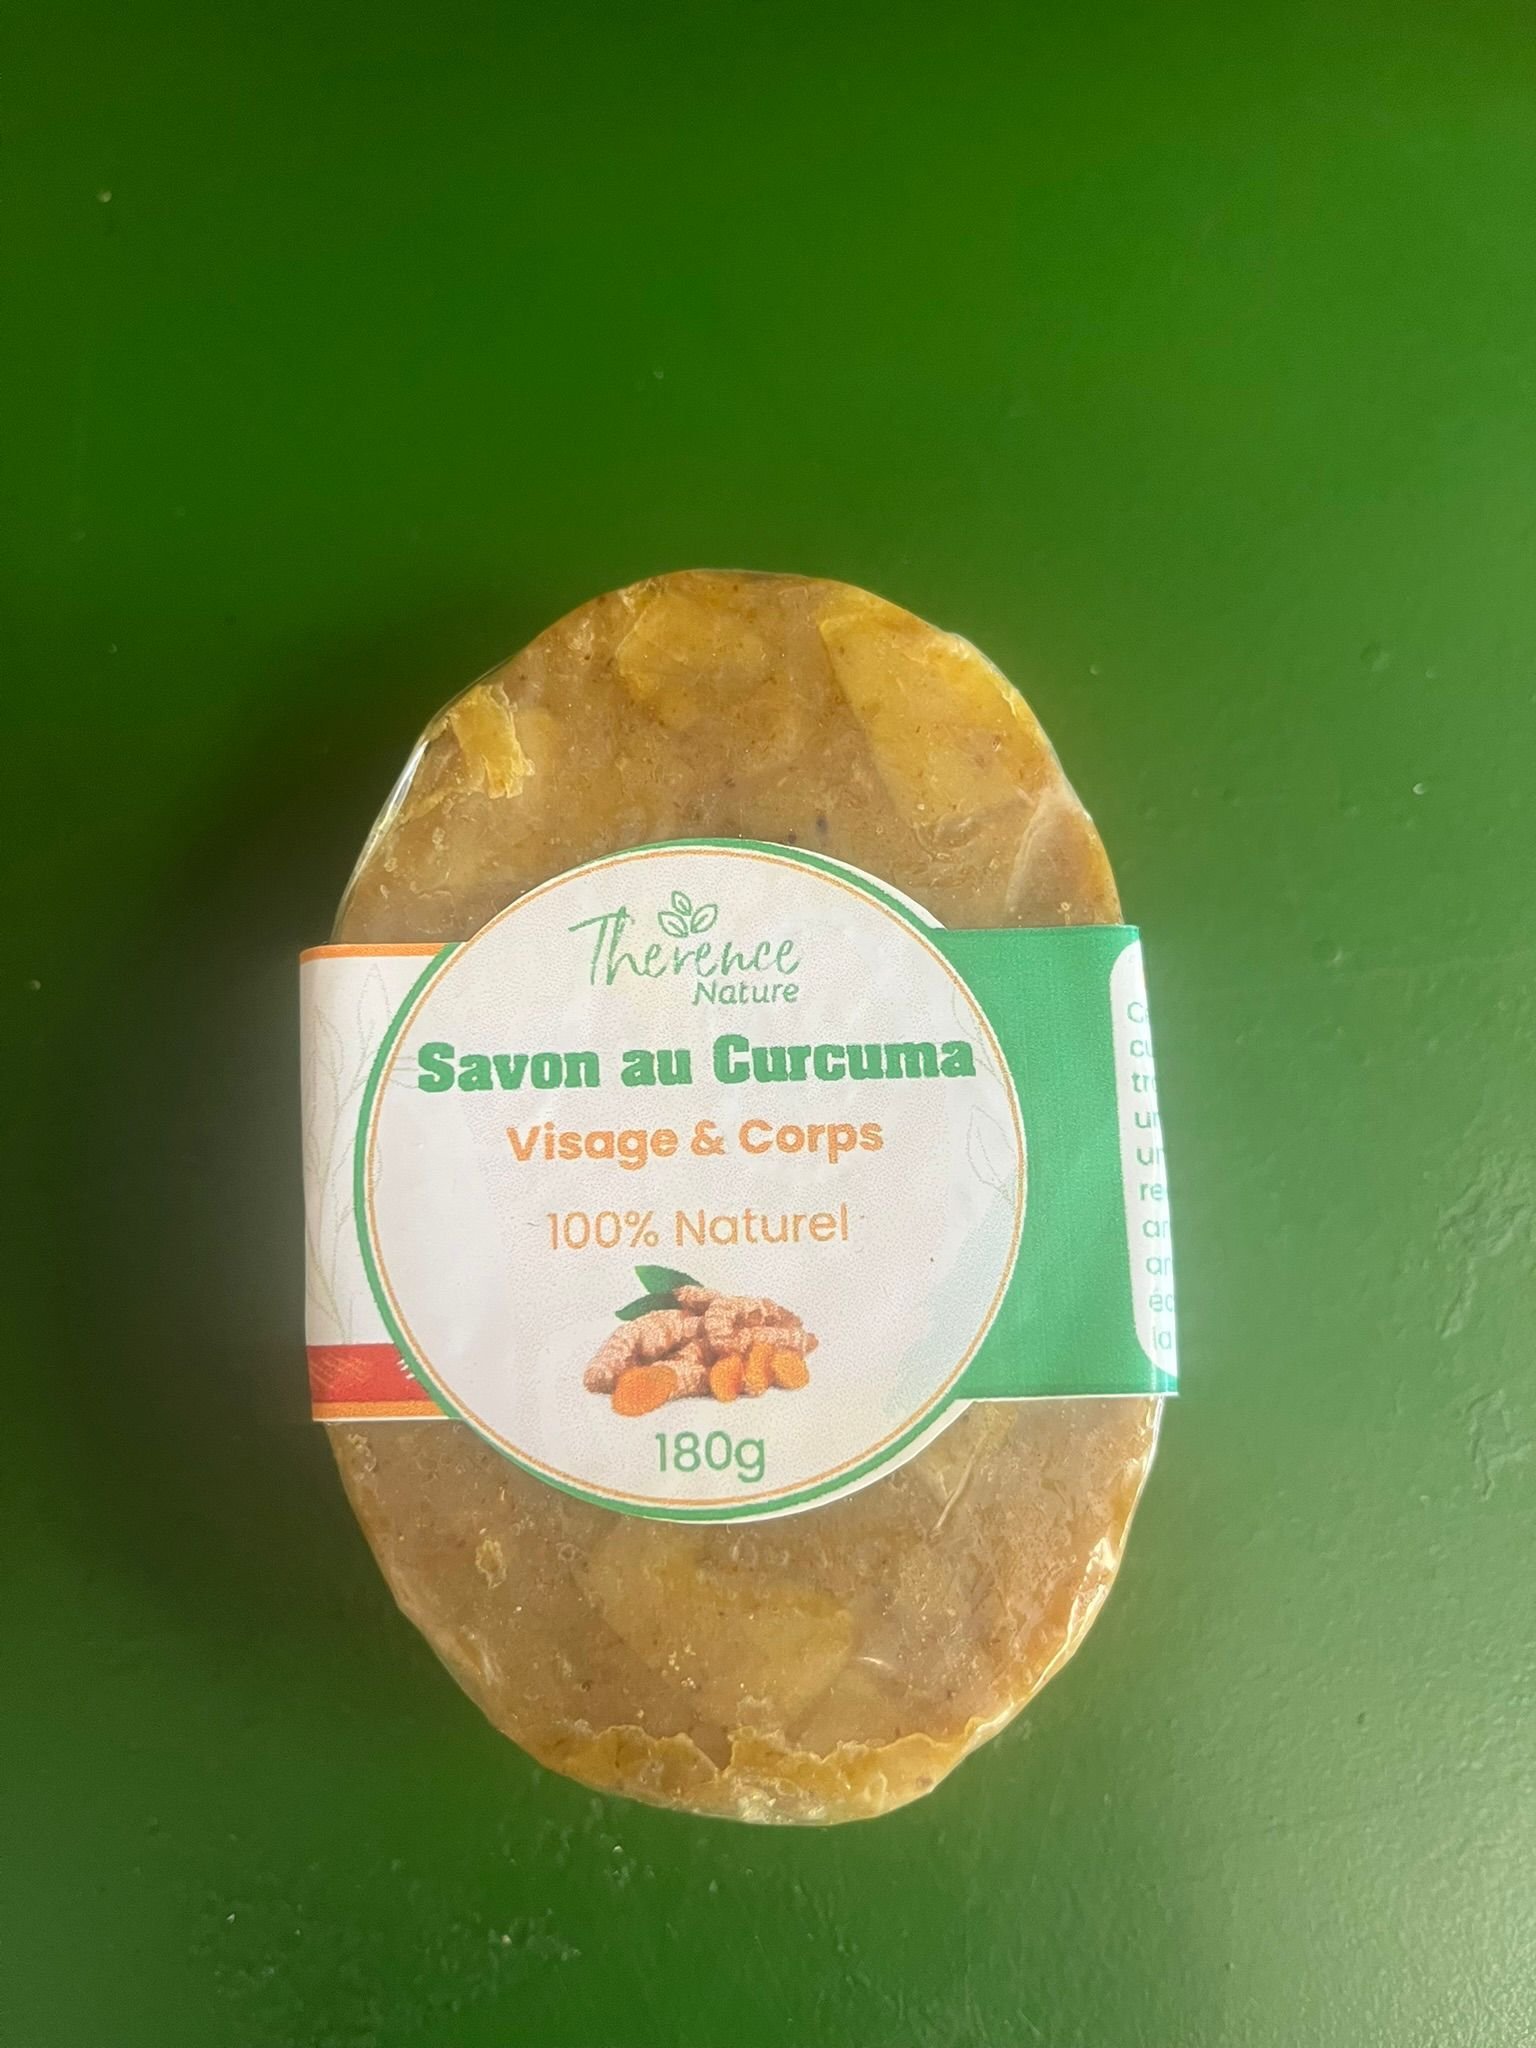 Therence
Nature
Savon au Curcuma
Visage & Corps
100% Naturel
180g